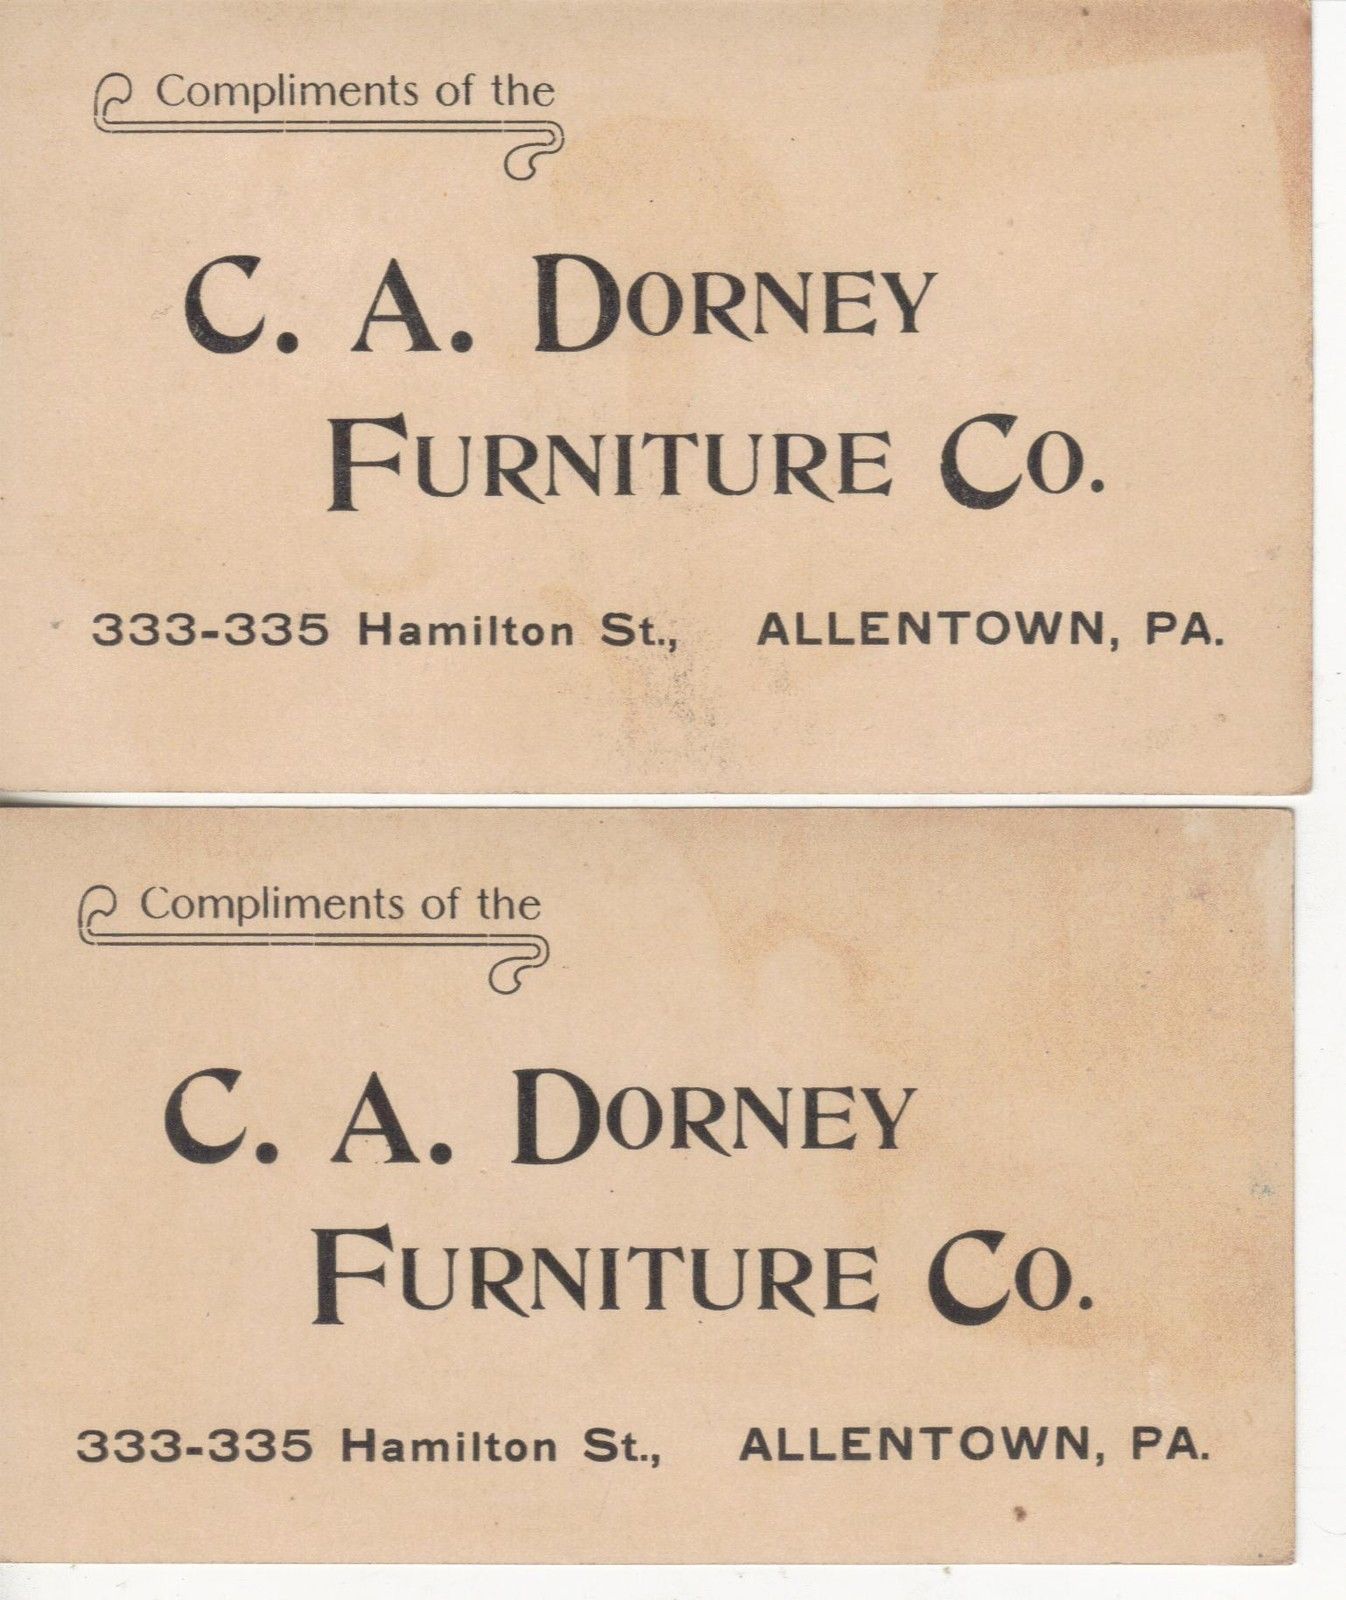 Compliments of the
C. A. DORNEY
FURNITURE CO.
333-335 Hamilton St., ALLENTOWN, PA.
Compliments of the
C. A. DORNEY
FURNITURE CO.
333-335 Hamilton St., ALLENTOWN, PA.